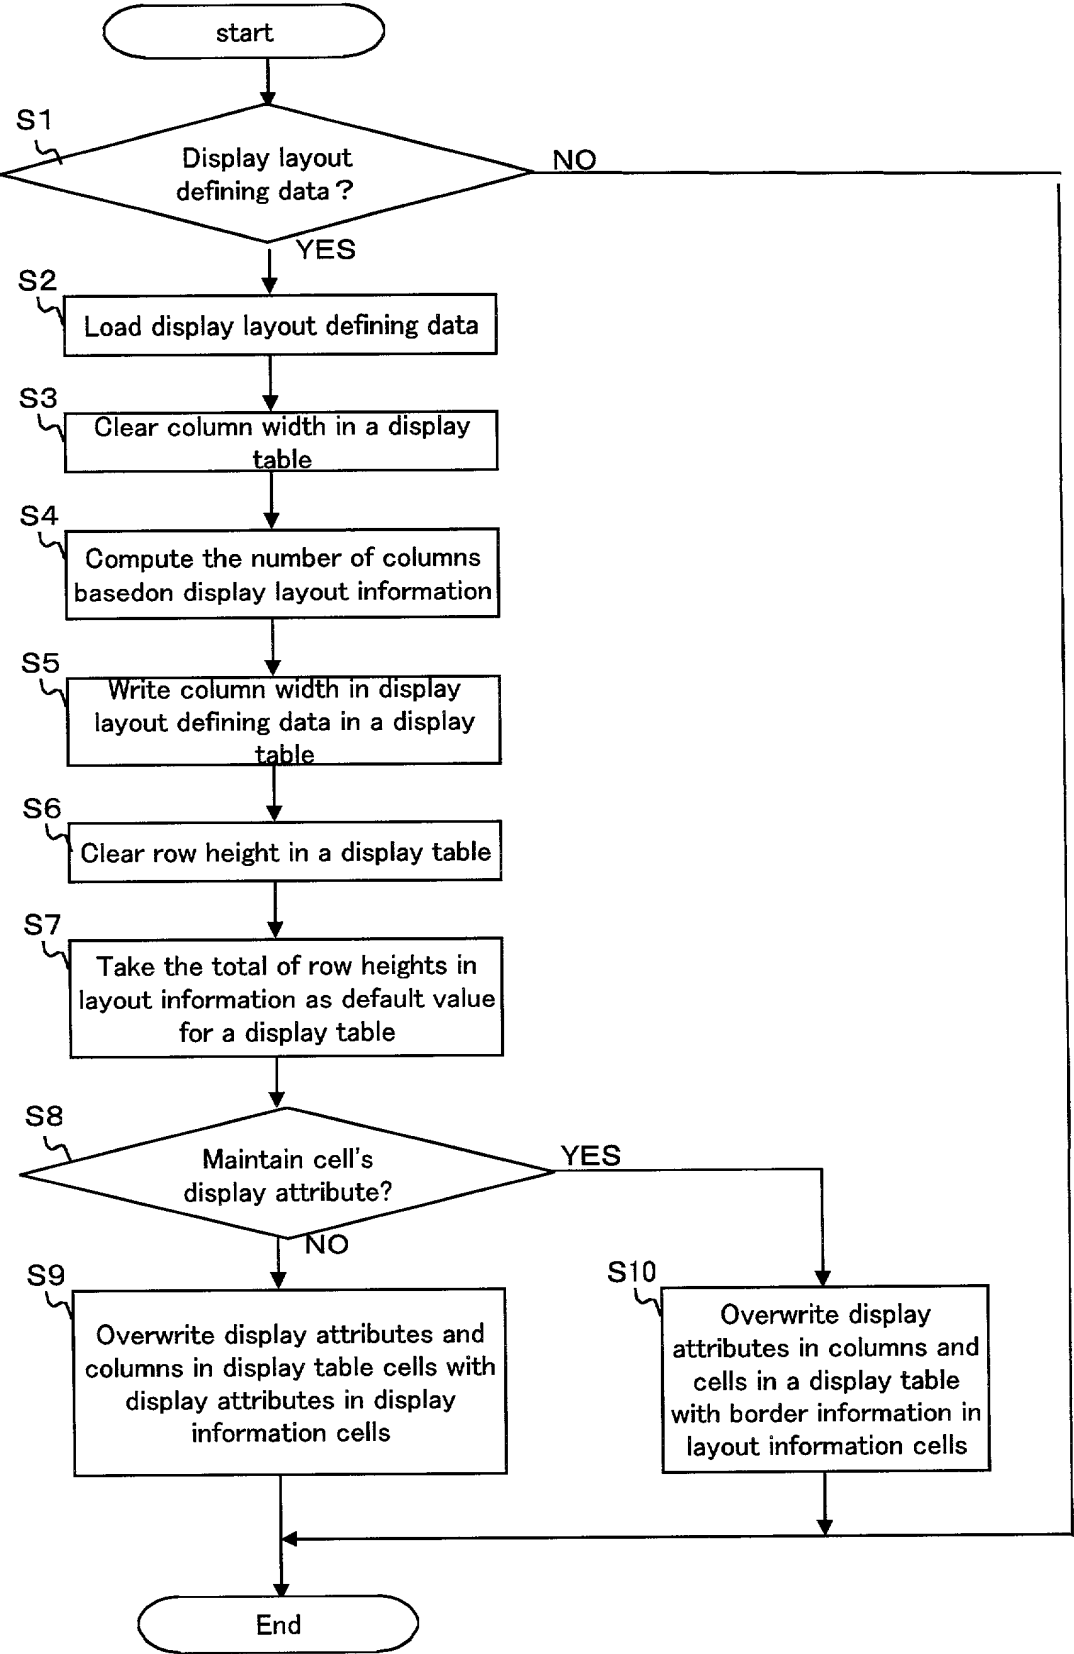 start
S1
Display layout
defining data?
NO
YES
S2
Load display layout defining data
S3
Clear column width in a display
table
S4
Compute the number of columns
basedon display layout information
S5
Write column width in display
layout defining data in a display
table
S6
Clear row height in a display table
S7
Take the total of row heights in
layout information as default value
for a display table
S8
Maintain cell's
display attribute?
YES
NO
S9
Overwrite display attributes and
columns in display table cells with
display attributes in display
information cells
S10
Overwrite display
attributes in columns and
cells in a display table
with border information in
layout information cells
End